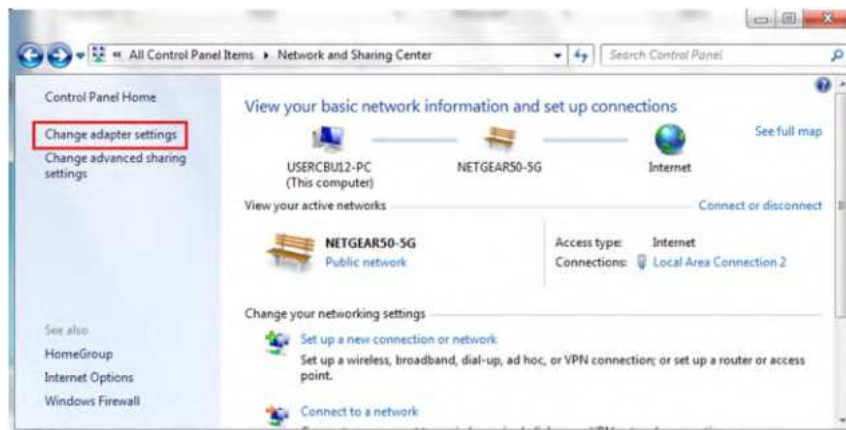 « All Control Panel Items ▸ Network and Sharing Center
Search Control Panel
Control Panel Home
Change adapter settings
Change advanced sharing
settings
See also
HomeGroup
Internet Options
Windows Firewall
View your basic network information and set up connections
See full map
USERCBU12-PC
(This computer)
NETGEAR50-5G
Internet
View your active networks
Connect or disconnect
NETGEAR50-5G
Public network
Access type: Internet
Connections: Local Area Connection 2
Change your networking settings
Set up a new connection or network
Set up a wireless, broadband, dial-up, ad hoc, or VPN connection; or set up a router or access
point.
Connect to a network